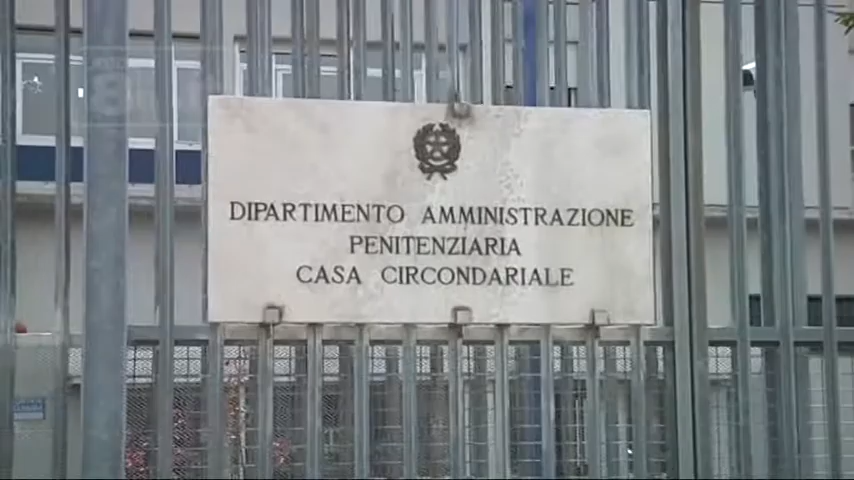 DIPARTIMENTO AMMINISTRAZIONE
PENITENZIARIA
CASA CIRCONDARIALE